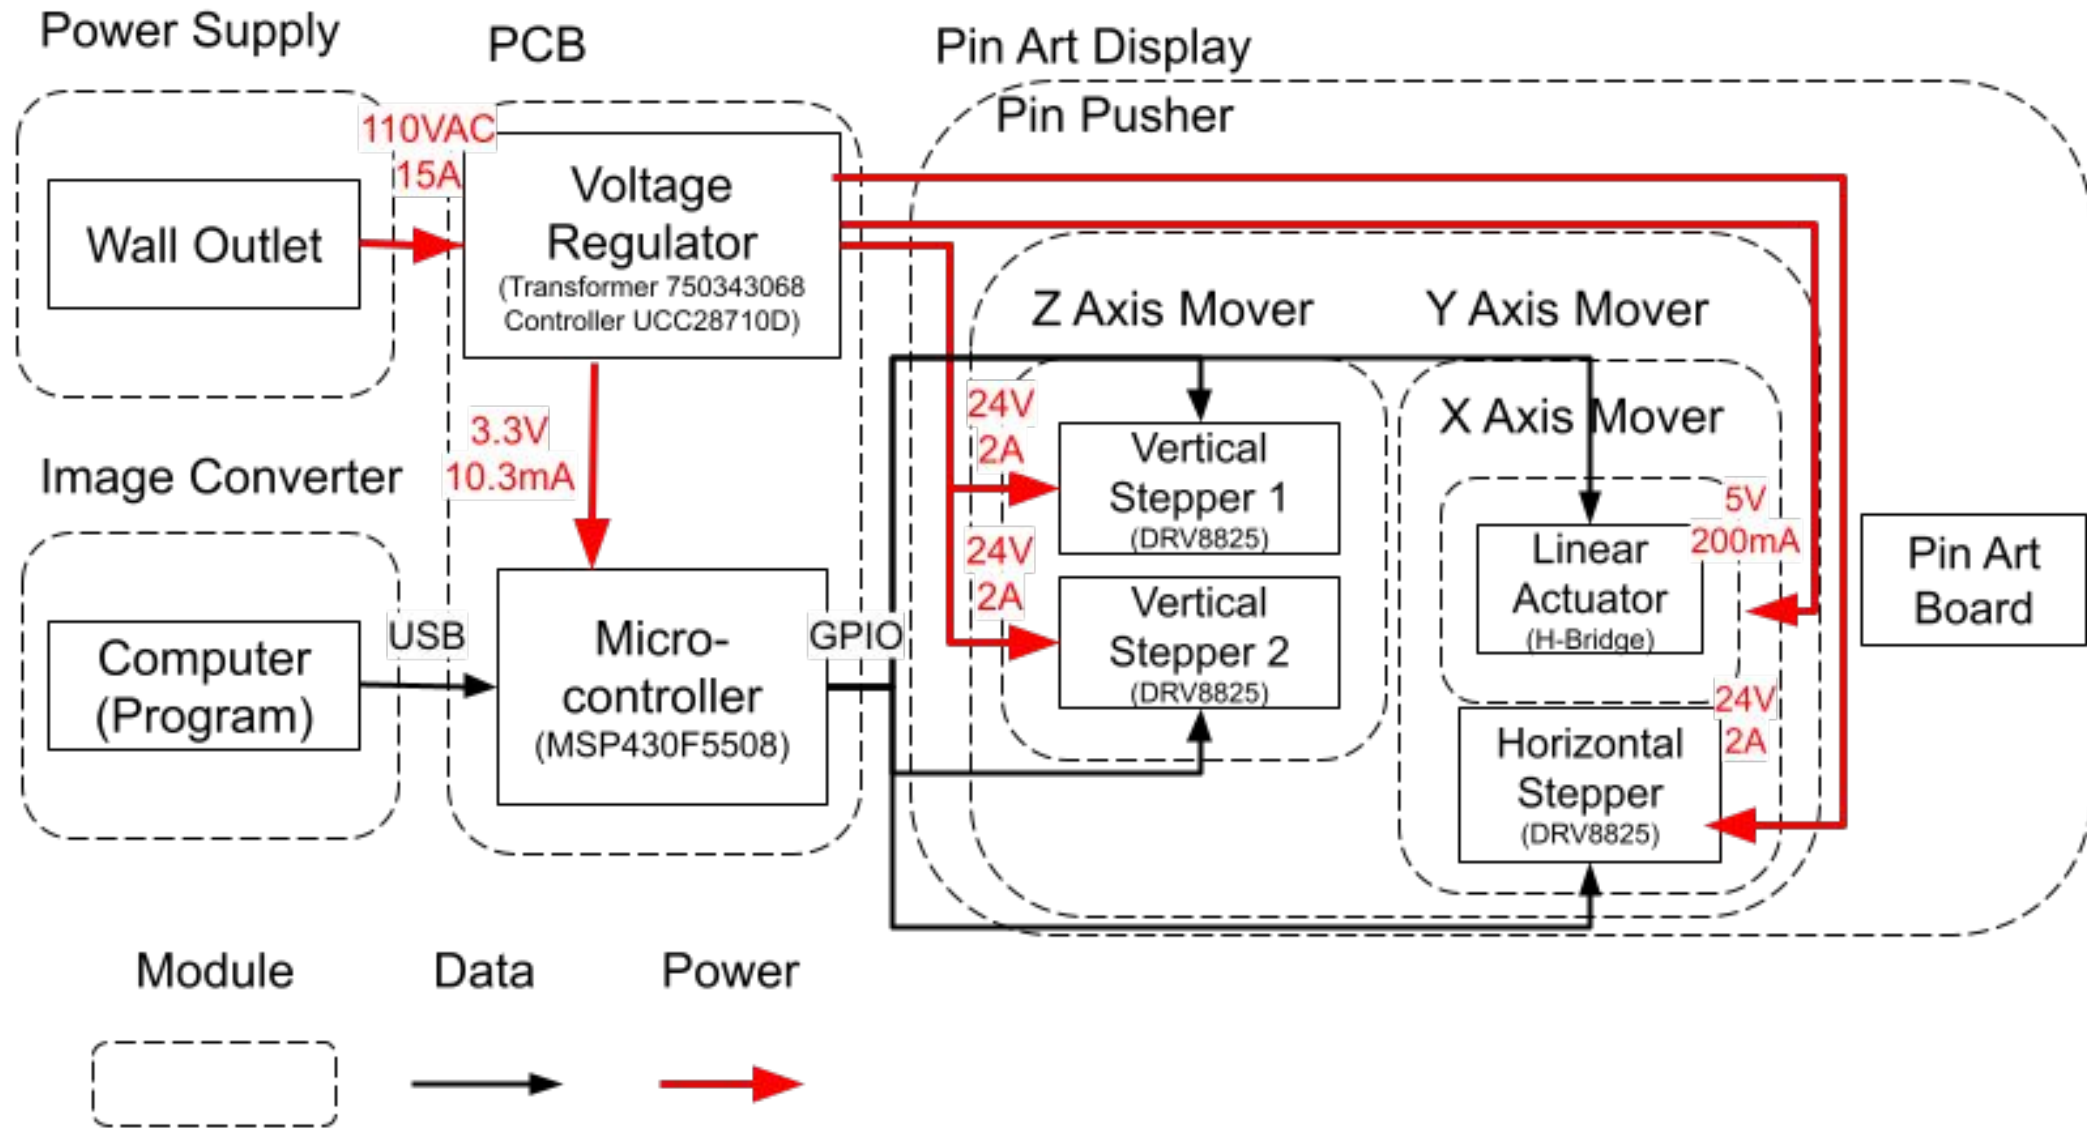 Power Supply
PCB
Pin Art Display
Pin Pusher
110VAC
15A
Wall Outlet
Voltage
Regulator
(Transformer 750343068
Controller UCC28710D)
3.3V
10.3mA
Image Converter
Computer
(Program)
USB
Micro-
controller
(MSP430F5508)
GPIO
Z Axis Mover
24V
2A
Vertical
Stepper 1
(DRV8825)
24V
2A
Vertical
Stepper 2
(DRV8825)
Y Axis Mover
X Axis Mover
5V
200mA
Linear
Actuator
(H-Bridge)
24V
2A
Horizontal
Stepper
(DRV8825)
Pin Art
Board
Module
Data
Power